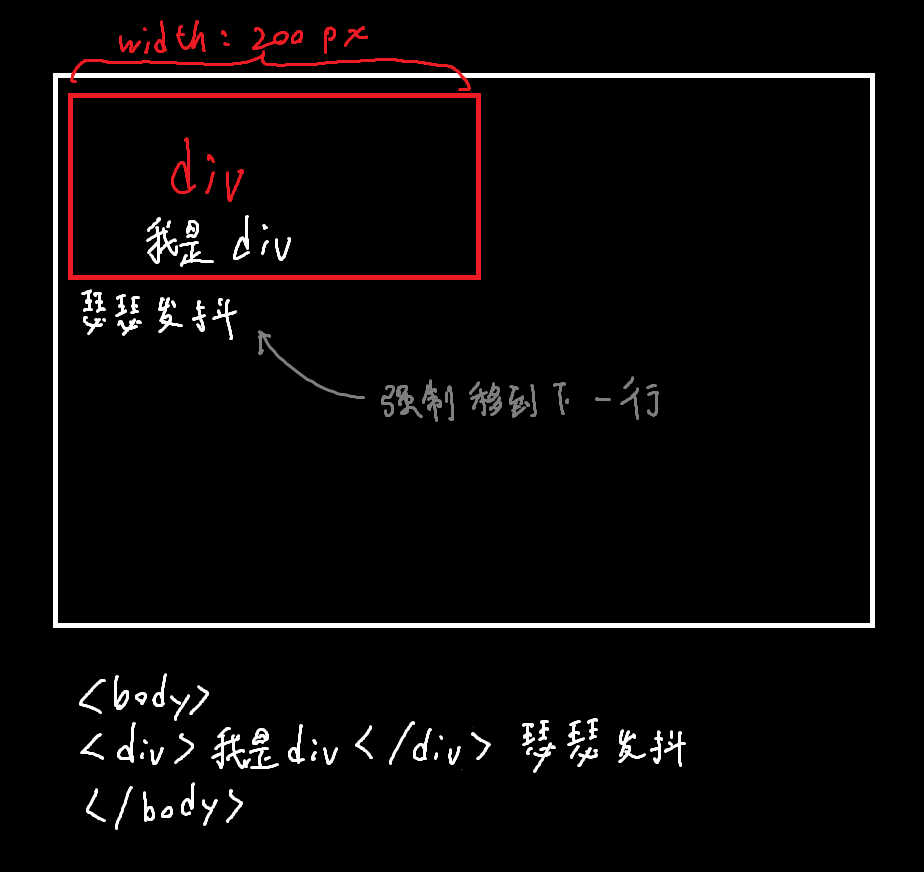 width: 200 px
div
我是 div
瑟瑟发抖
强制移到下一行
<body>
<div>我是div</div> 瑟瑟发抖
</body>